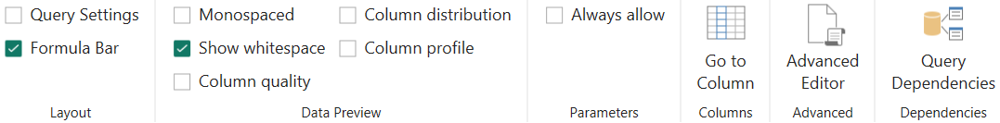 Query Settings
Formula Bar
Layout
Monospaced
Show whitespace
Column quality
Column distribution
Column profile
Data Preview
Always allow
Parameters
Go to
Column
Columns
Advanced
Editor
Advanced
Query
Dependencies
Dependencies